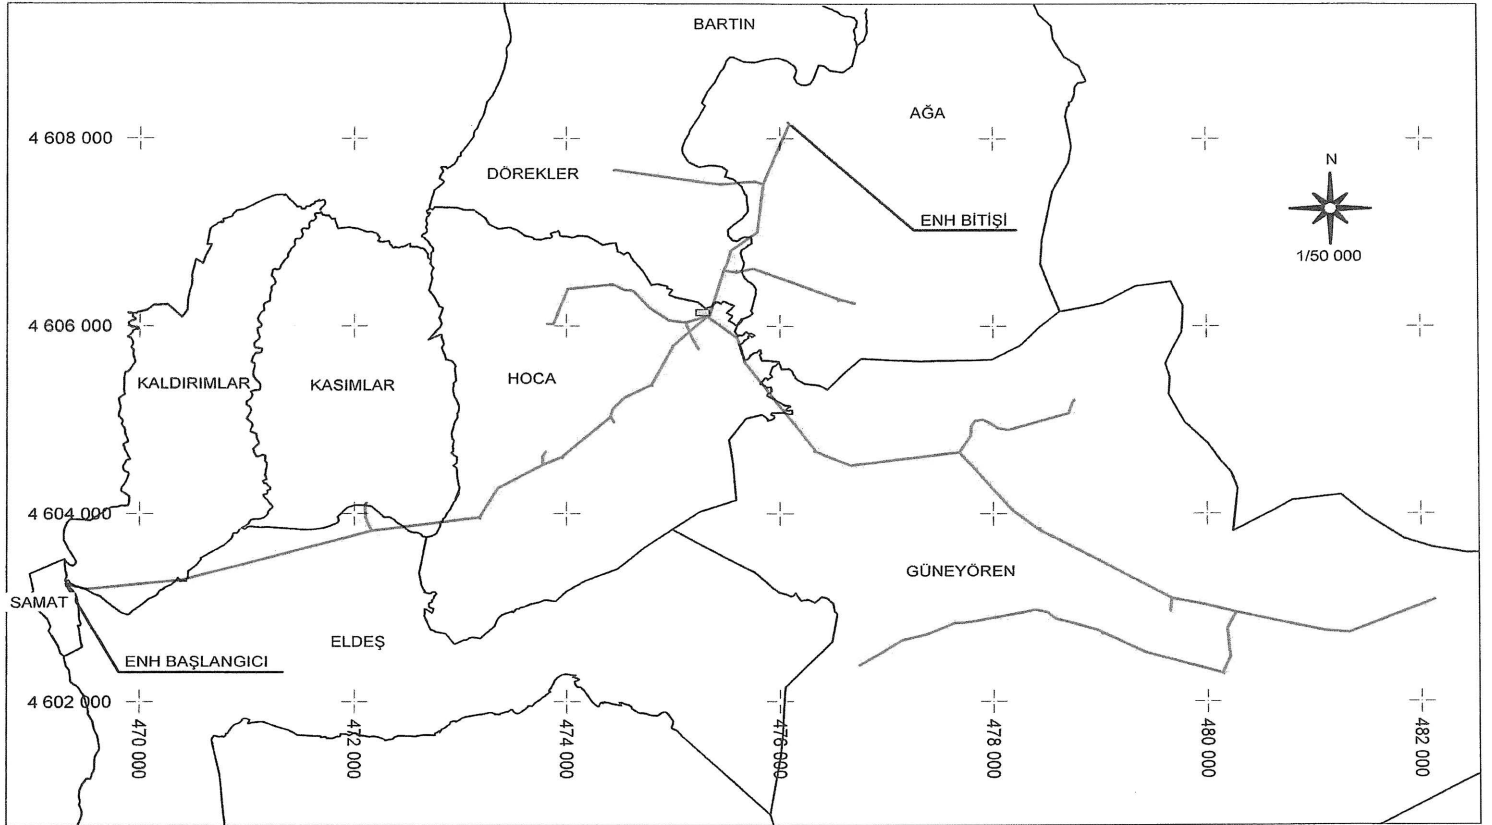 BARTIN
AĞA
4 608 000
DÖREKLER
N
ENH BİTİŞİ
1/50 000
4 606 000
KALDIRIMLAR
KASIMLAR
HOCA
4 604 000
GÜNEYÖREN
SAMAT
ELDEŞ
ENH BAŞLANGICI
4 602 000
470 000
472 000
474 000
476 000
478 000
480 000
482 000